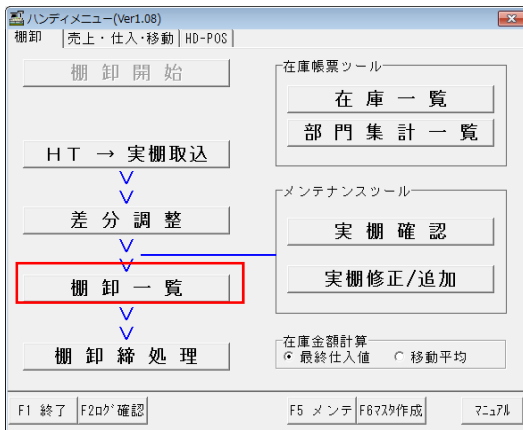 ハンディメニュー(Ver1.08)
棚卸 売上・仕入・移動 HD-POS
棚 卸 開 始
HT → 実棚取込
差 分 調 整
棚 卸 一 覧
棚 卸 締 処 理
在庫帳票ツール
在 庫 一 覧
部 門 集 計 一 覧
メンテナンスツール
実 棚 確 認
実棚修正/追加
在庫金額計算
最終仕入値 移動平均
F1 終了 F2ログ確認 F5 メンテ F6マスタ作成 マニュアル